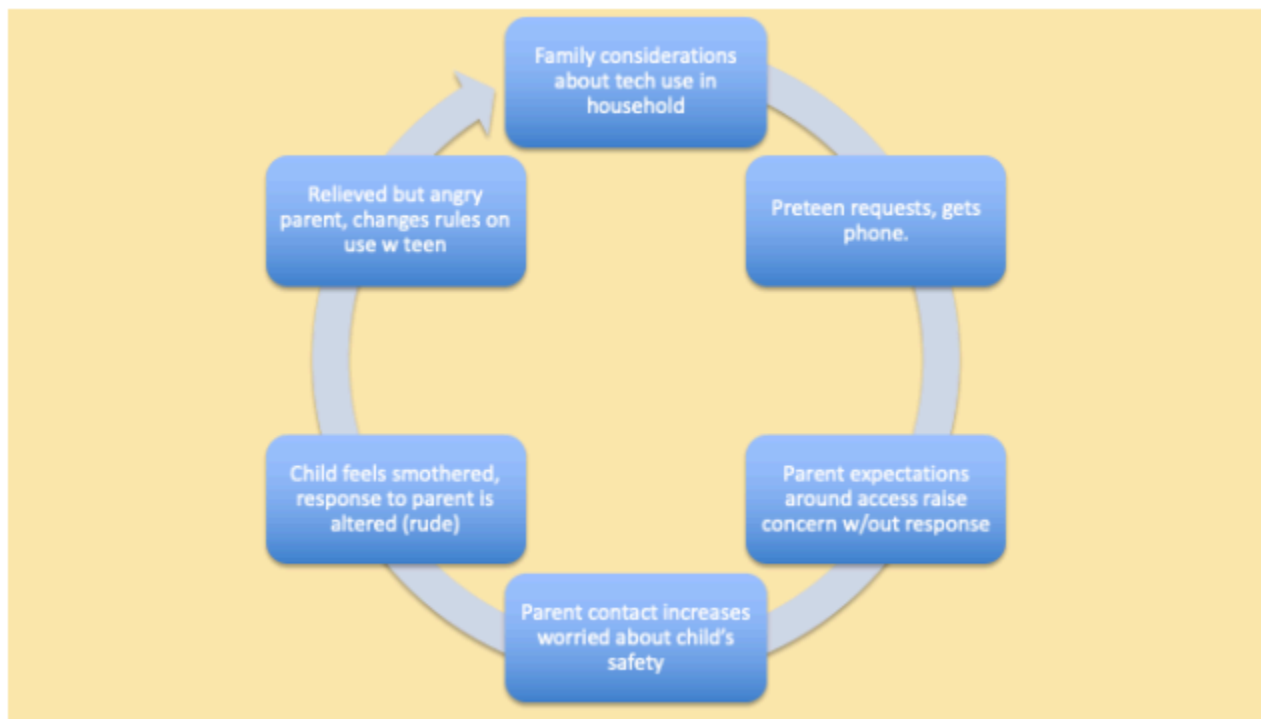 Family considerations
about tech use in
household
Preteen requests, gets
phone.
Parent expectations
around access raise
concern w/out response
Parent contact increases
worried about child's
safety
Child feels smothered,
response to parent is
altered (rude)
Relieved but angry
parent, changes rules on
use w teen